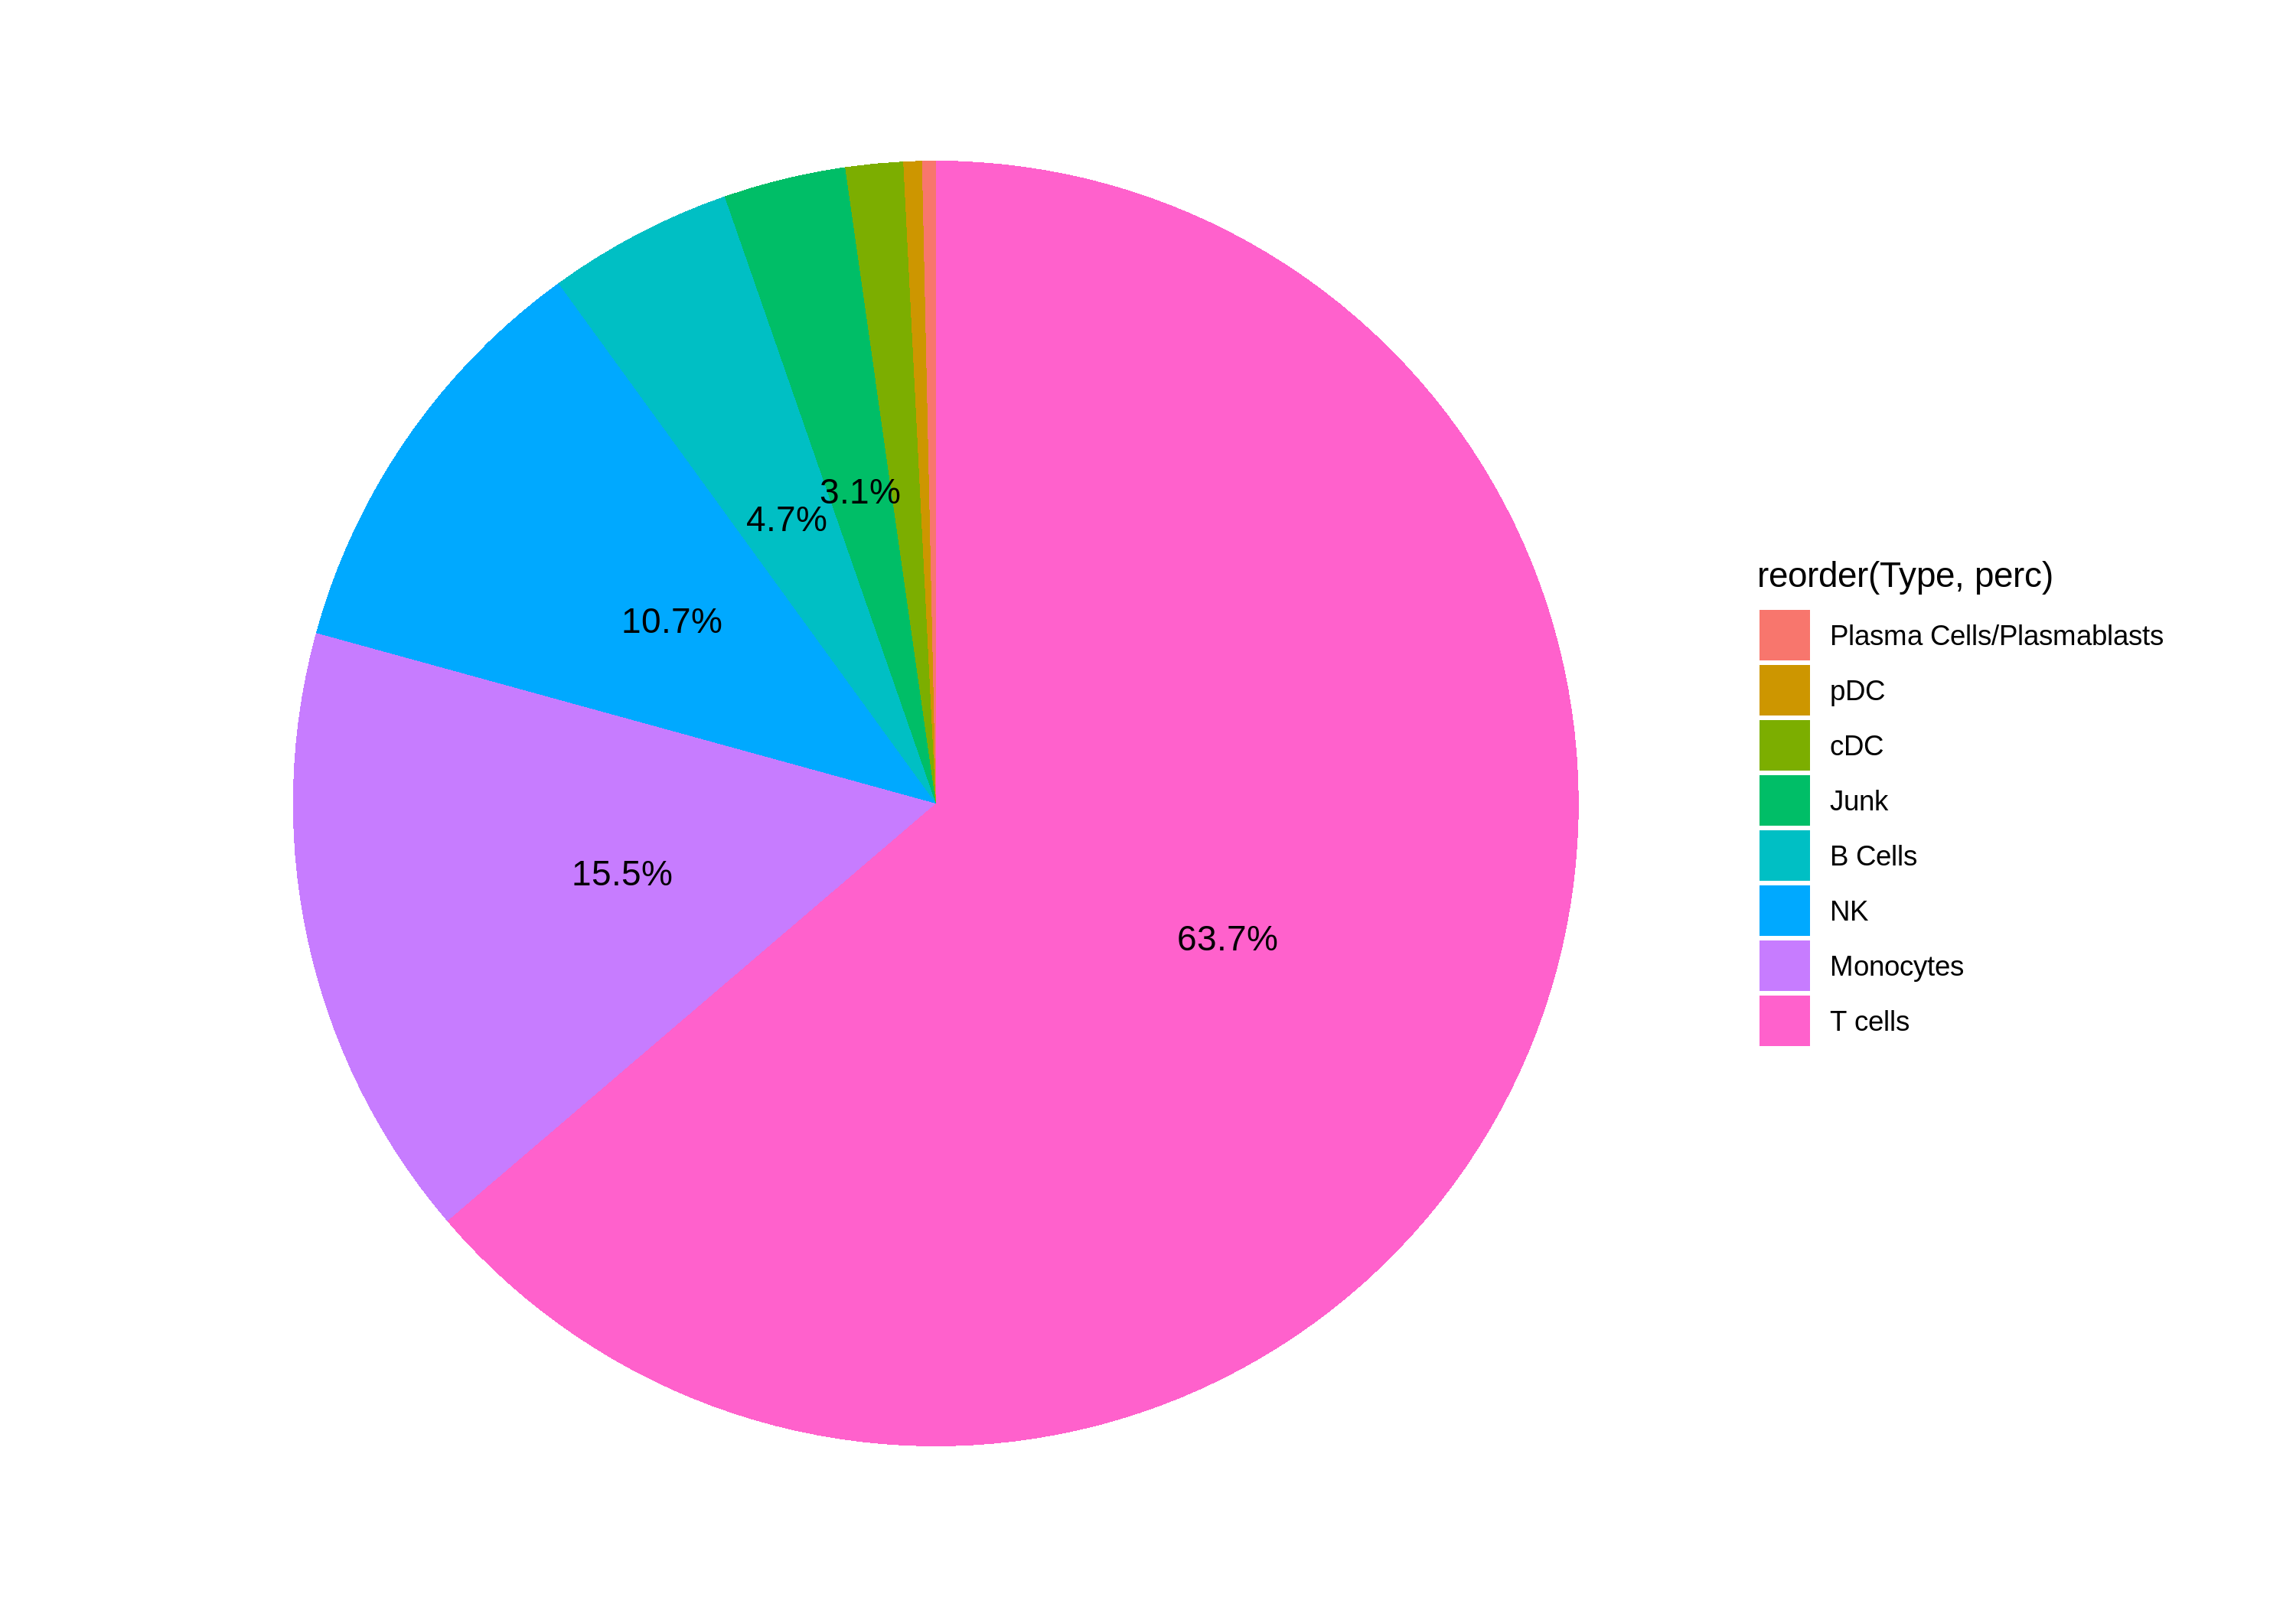 3.1%
4.7%
10.7%
15.5%
63.7%
reorder(Type, perc)
Plasma Cells/Plasmablasts
pDC
cDC
Junk
B Cells
NK
Monocytes
T cells